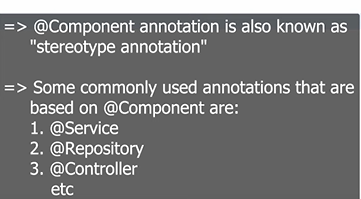 => @Component annotation is also known as
"stereotype annotation"
=> Some commonly used annotations that are
based on @Component are:
1. @Service
2. @Repository
3. @Controller
etc